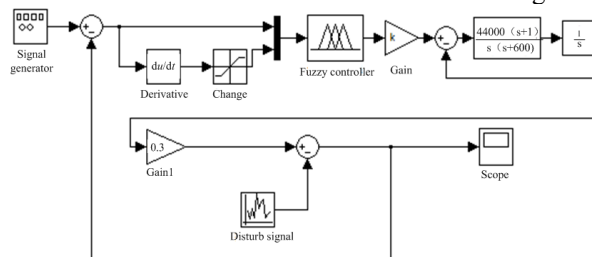 Signal
generator
+
−
du/dt
Derivative
Change
Fuzzy controller
k
Gain
+
−
44000（s+1）
s（s+600）
1
s
0.3
Gain1
+
−
Scope
Disturb signal